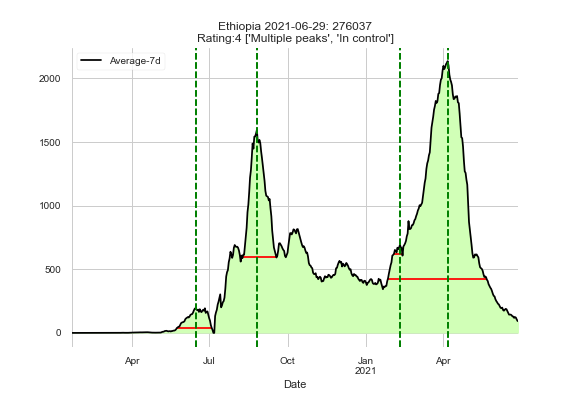 Ethiopia 2021-06-29: 276037
Rating:4 ['Multiple peaks', 'In control']
Average-7d
2000
1500
1000
500
0
Apr Jul Oct Jan Apr
2021
Date